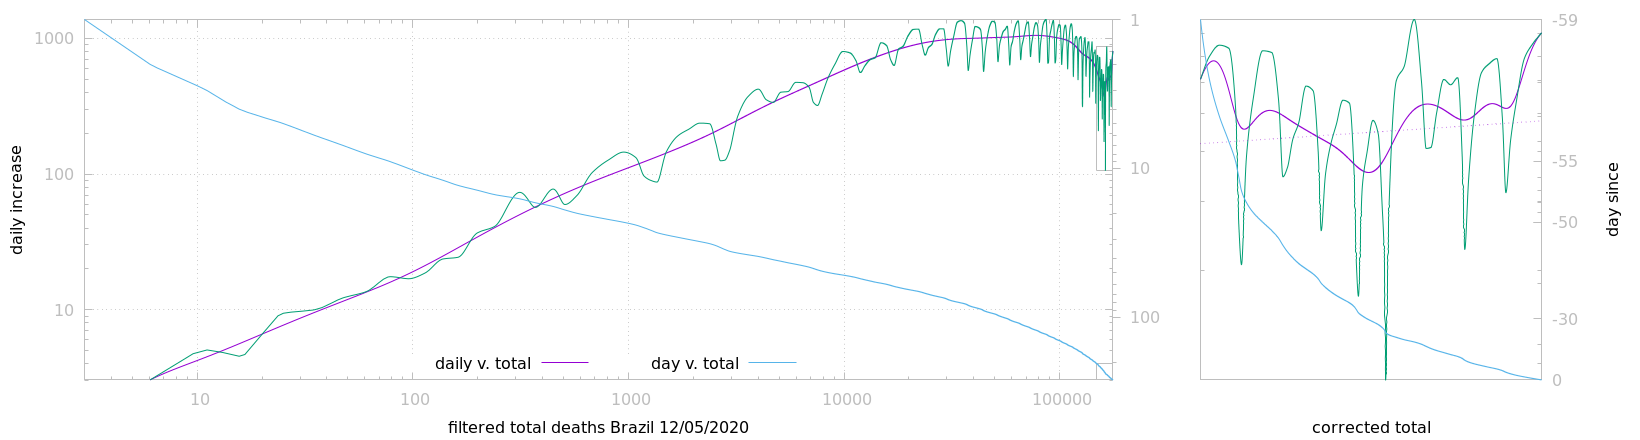 daily increase
1000
100
10
1
10
100
daily v. total
day v. total
10
100
1000
10000
100000
filtered total deaths Brazil 12/05/2020
-59
-55
-50
-30
0
day since
corrected total